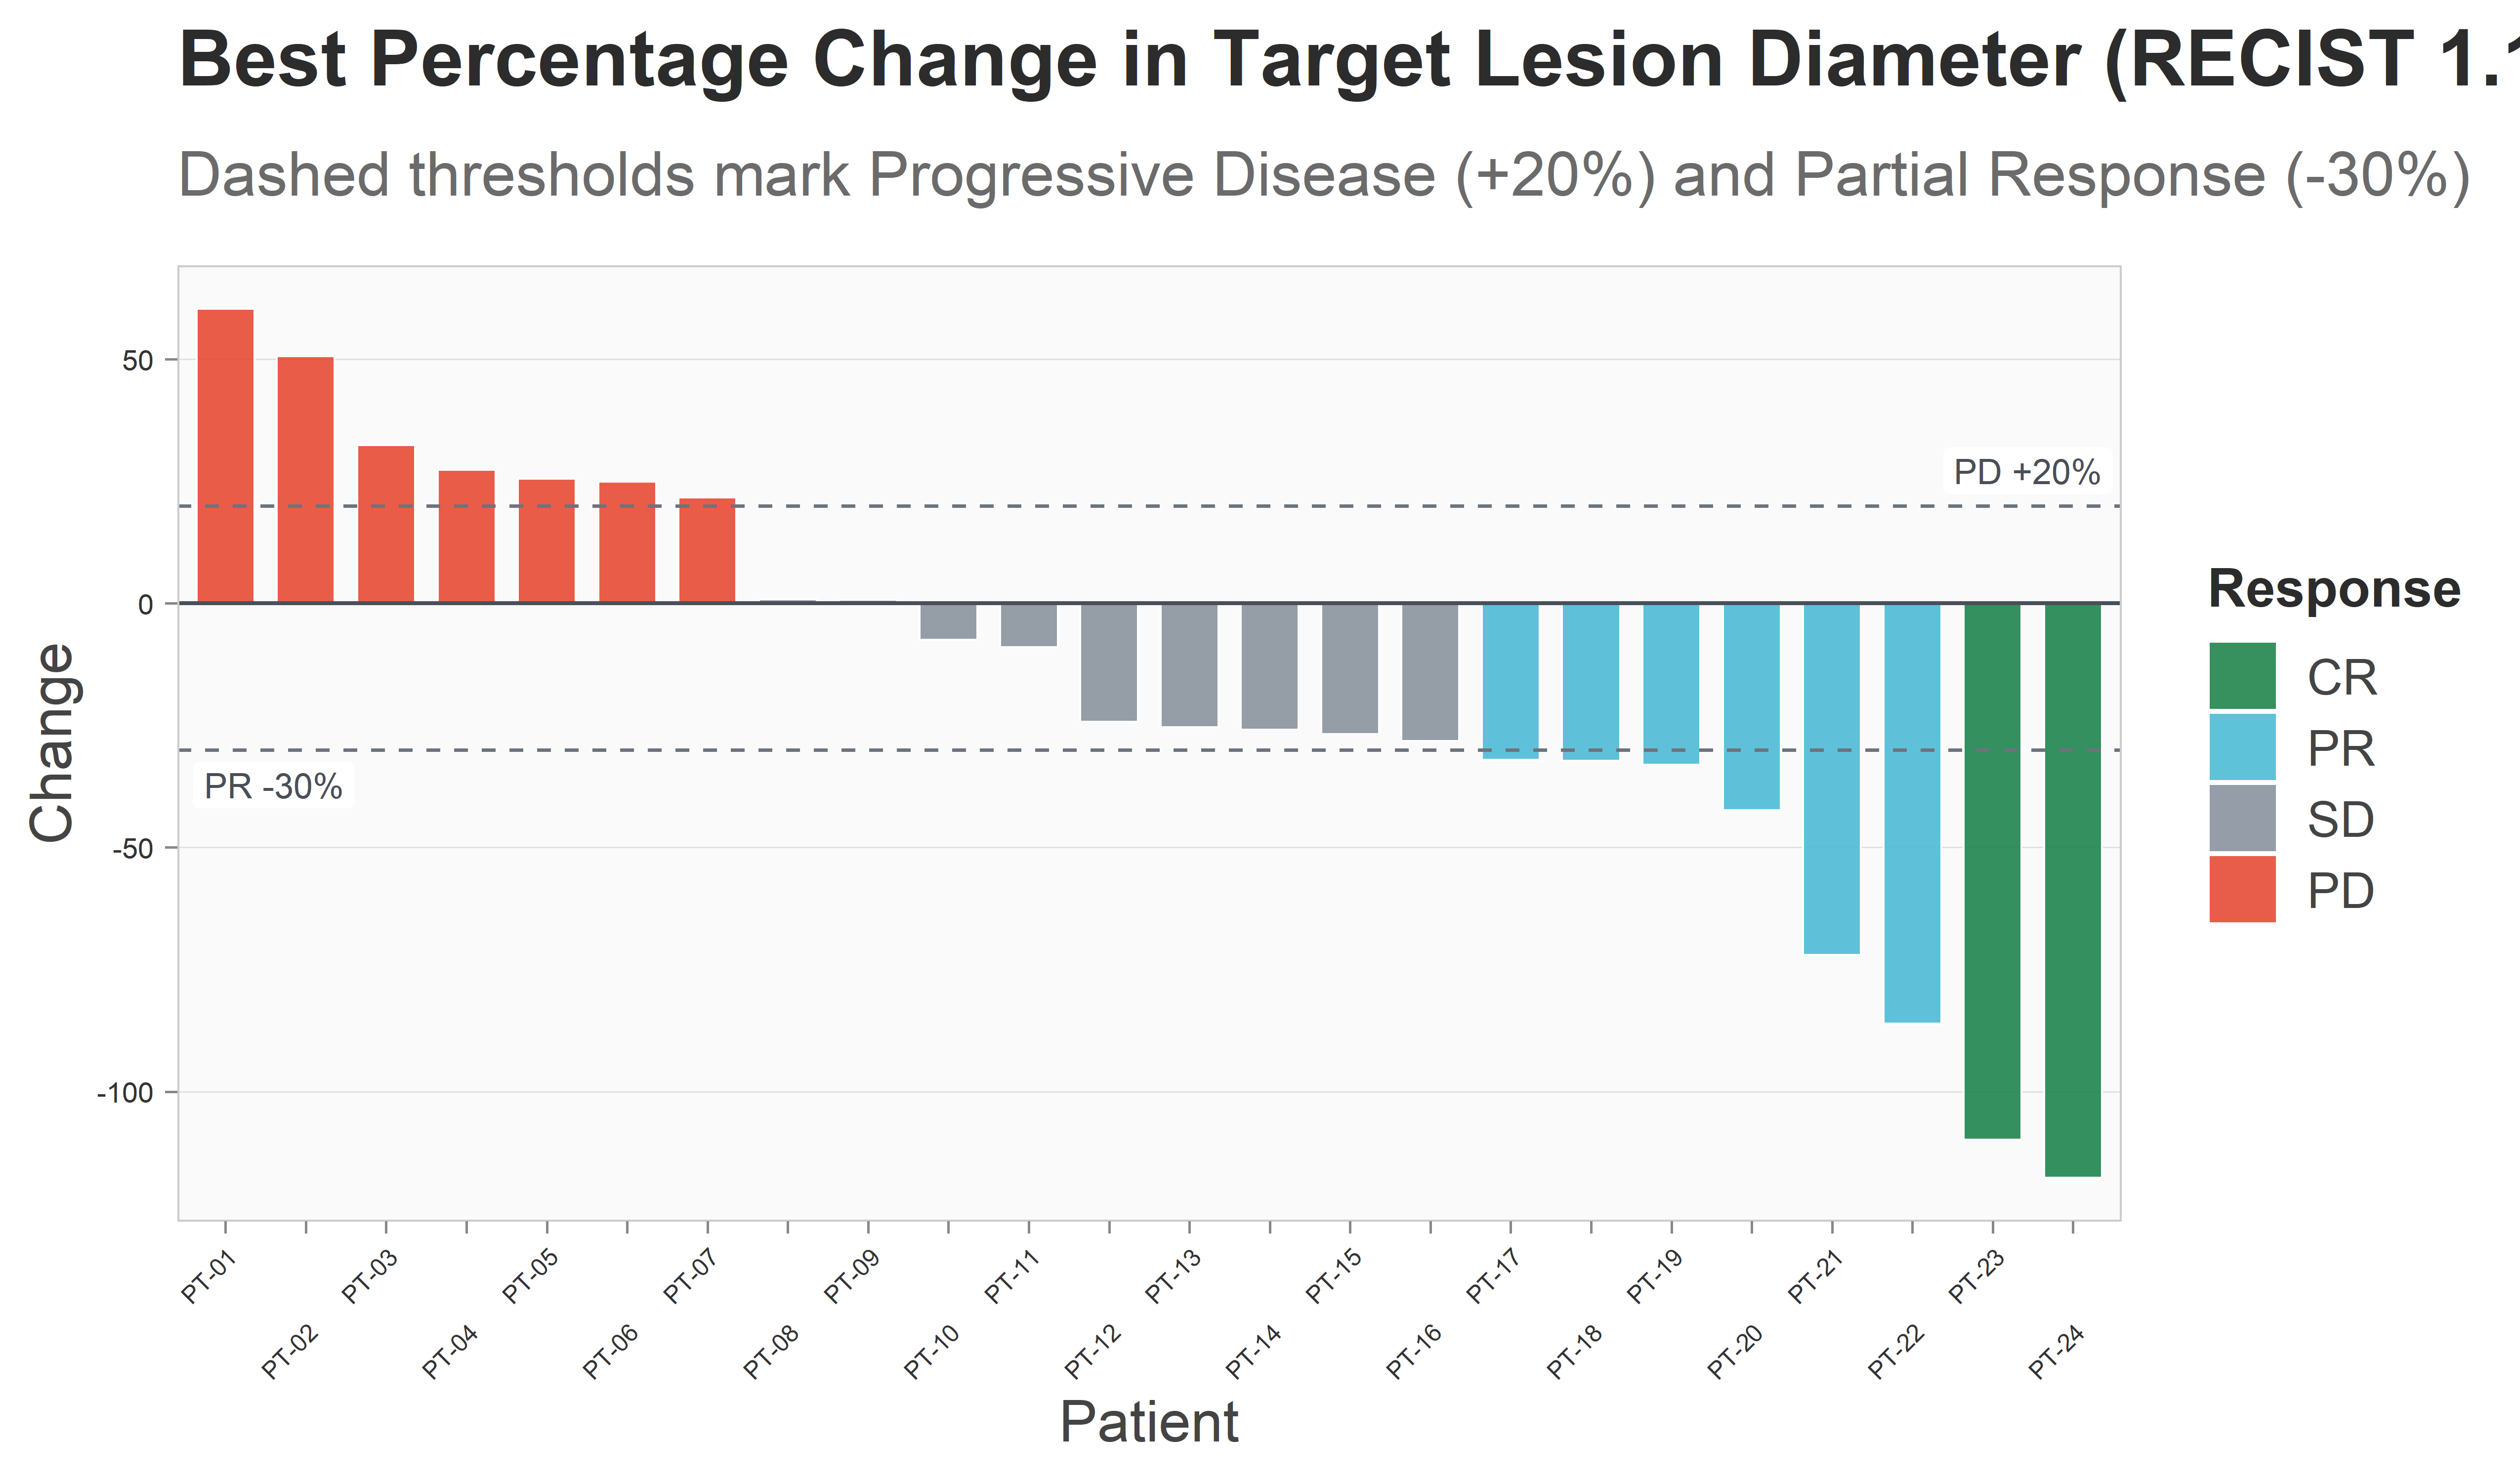 Best Percentage Change in Target Lesion Diameter (RECIST 1.1
Dashed thresholds mark Progressive Disease (+20%) and Partial Response (-30%)
50
0
-50
-100
Change
PD +20%
PR -30%
Response
CR
PR
SD
PD
PT-01
PT-02
PT-03
PT-04
PT-05
PT-06
PT-07
PT-08
PT-09
PT-10
PT-11
PT-12
PT-13
PT-14
PT-15
PT-16
PT-17
PT-18
PT-19
PT-20
PT-21
PT-22
PT-23
PT-24
Patient